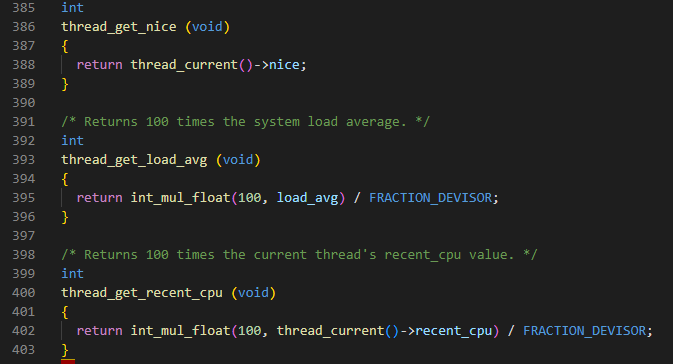 385 int
386 thread_get_nice (void)
387 {
388 return thread_current()->nice;
389 }
390
391 /* Returns 100 times the system load average. */
392 int
393 thread_get_load_avg (void)
394 {
395 return int_mul_float(100, load_avg) / FRACTION_DEVISOR;
396 }
397
398 /* Returns 100 times the current thread's recent_cpu value. */
399 int
400 thread_get_recent_cpu (void)
401 {
402 return int_mul_float(100, thread_current()->recent_cpu) / FRACTION_DEVISOR;
403 }